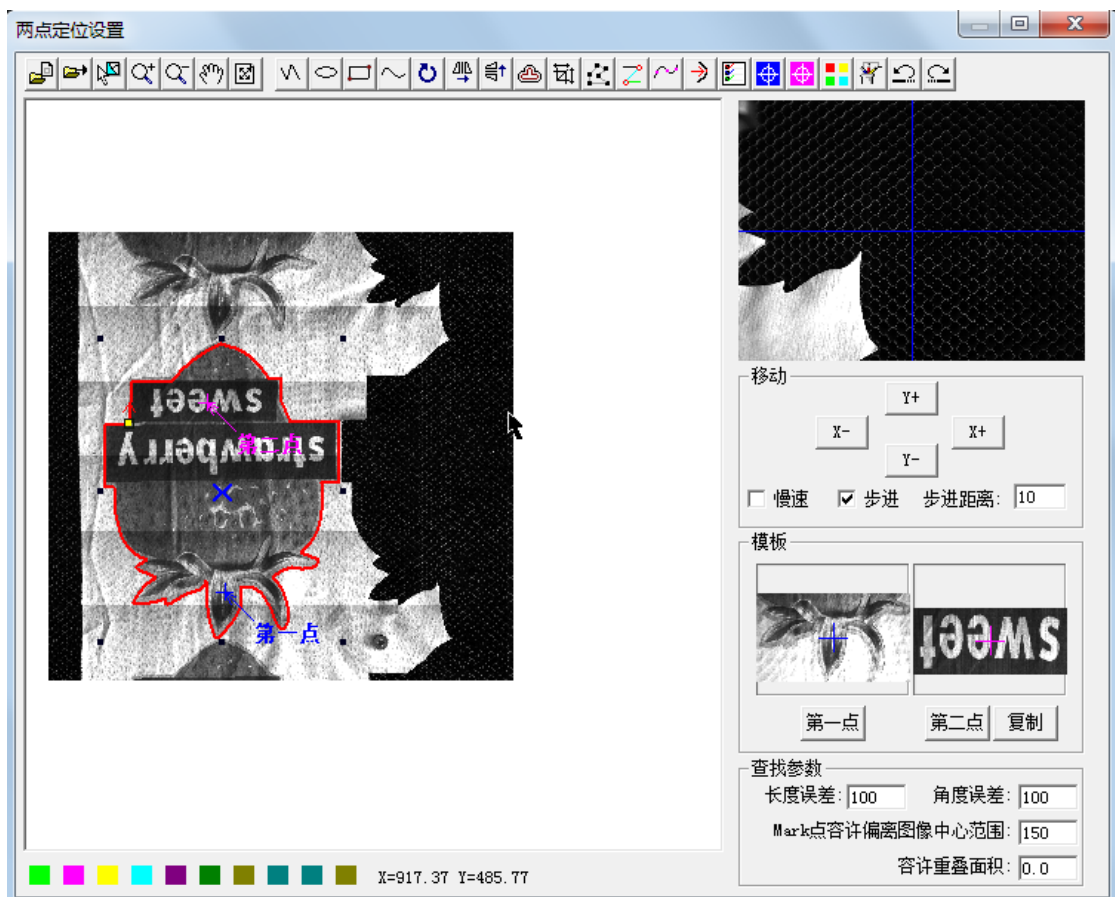 两点定位设置
移动
Y+
X-
X+
Y-
慢速
步进
步进距离:
10
sweet
第二点
strawberry
第一点
模板
sweet
第一点
第二点
复制
查找参数
长度误差:
100
角度误差:
100
Mark点容许偏离图像中心范围:
150
容许重叠面积:
0.0
X=917.37 Y=485.77